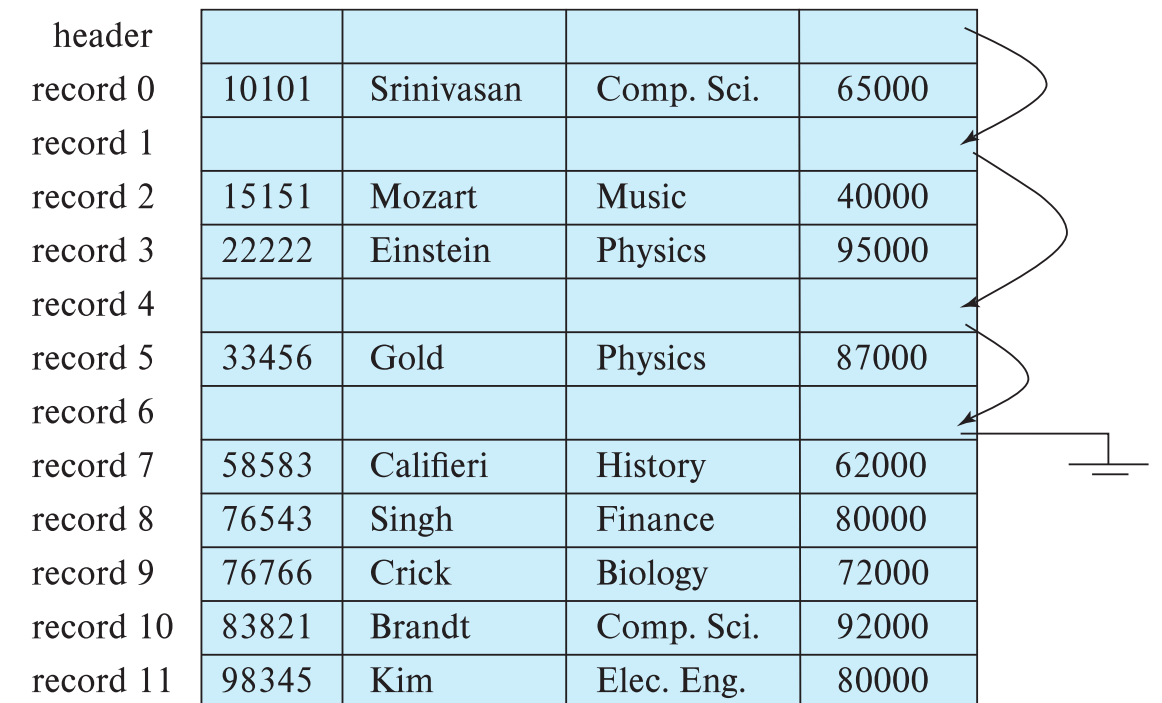 header
record 0 10101 Srinivasan Comp. Sci. 65000
record 1
record 2 15151 Mozart Music 40000
record 3 22222 Einstein Physics 95000
record 4
record 5 33456 Gold Physics 87000
record 6
record 7 58583 Califieri History 62000
record 8 76543 Singh Finance 80000
record 9 76766 Crick Biology 72000
record 10 83821 Brandt Comp. Sci. 92000
record 11 98345 Kim Elec. Eng. 80000